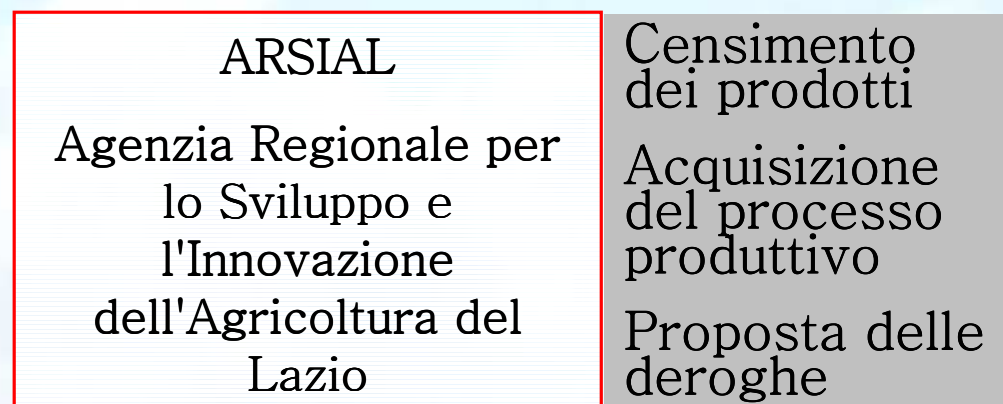 ARSIAL
Agenzia Regionale per
lo Sviluppo e
l'Innovazione
dell'Agricoltura del
Lazio
Censimento
dei prodotti
Acquisizione
del processo
produttivo
Proposta delle
deroghe